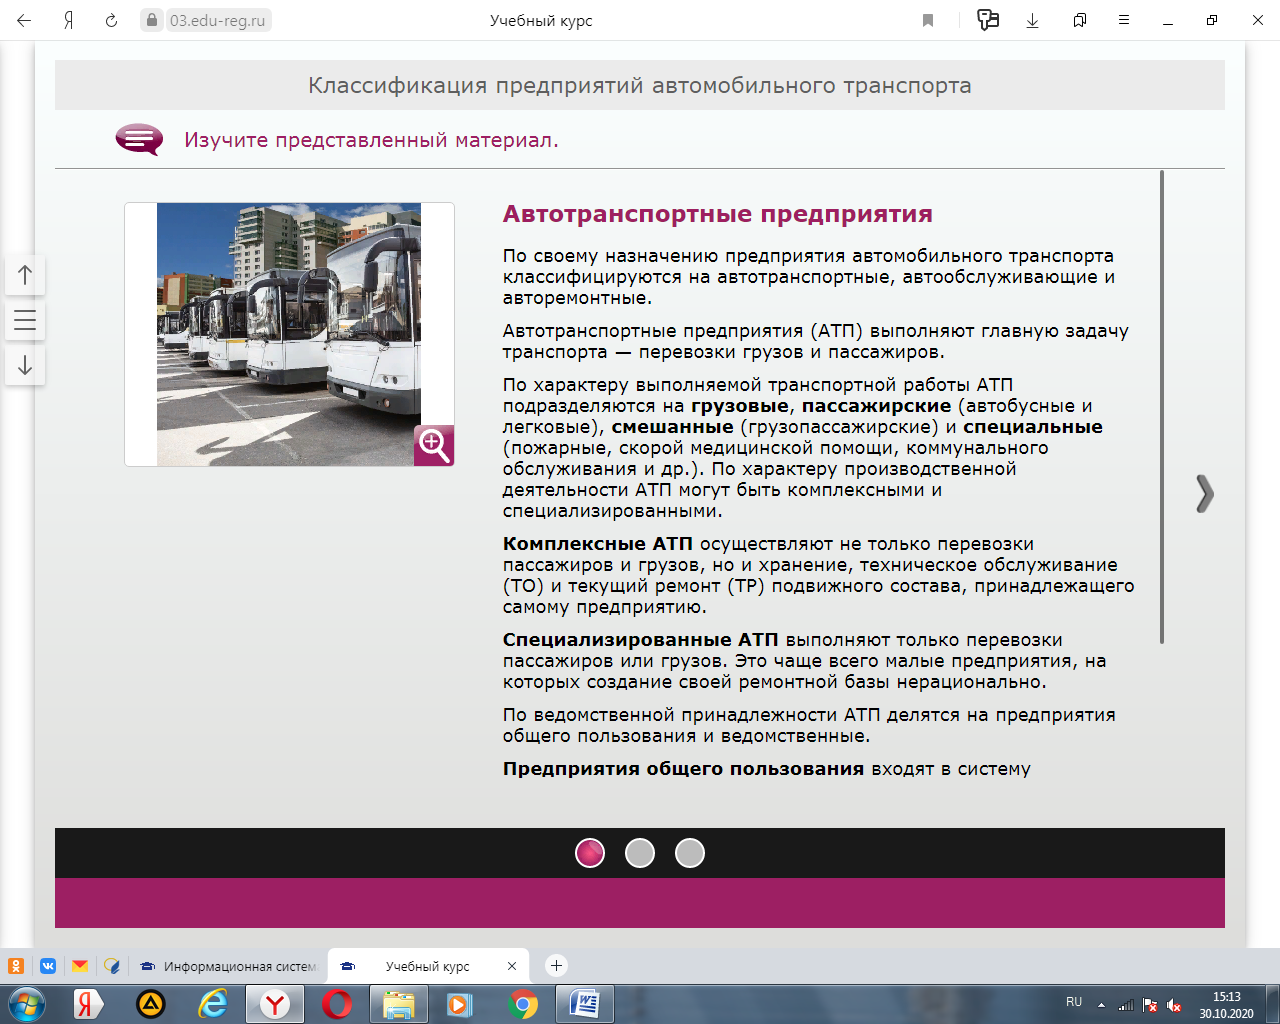 03.edu-reg.ru
Учебный курс
Классификация предприятий автомобильного транспорта
Изучите представленный материал.
Автотранспортные предприятия
По своему назначению предприятия автомобильного транспорта
классифицируются на автотранспортные, автообслуживающие и
авторемонтные.
Автотранспортные предприятия (АТП) выполняют главную задачу
транспорта — перевозки грузов и пассажиров.
По характеру выполняемой транспортной работы АТП
подразделяются на грузовые, пассажирские (автобусные и
легковые), смешанные (грузопассажирские) и специальные
(пожарные, скорой медицинской помощи, коммунального
обслуживания и др.). По характеру производственной
деятельности АТП могут быть комплексными и
специализированными.
Комплексные АТП осуществляют не только перевозки
пассажиров и грузов, но и хранение, техническое обслуживание
(ТО) и текущий ремонт (ТР) подвижного состава, принадлежащего
самому предприятию.
Специализированные АТП выполняют только перевозки
пассажиров или грузов. Это чаще всего малые предприятия, на
которых создание своей ремонтной базы нерационально.
По ведомственной принадлежности АТП делятся на предприятия
общего пользования и ведомственные.
Предприятия общего пользования входят в систему
Информационная систем
Учебный курс
RU
15:13
30.10.2020